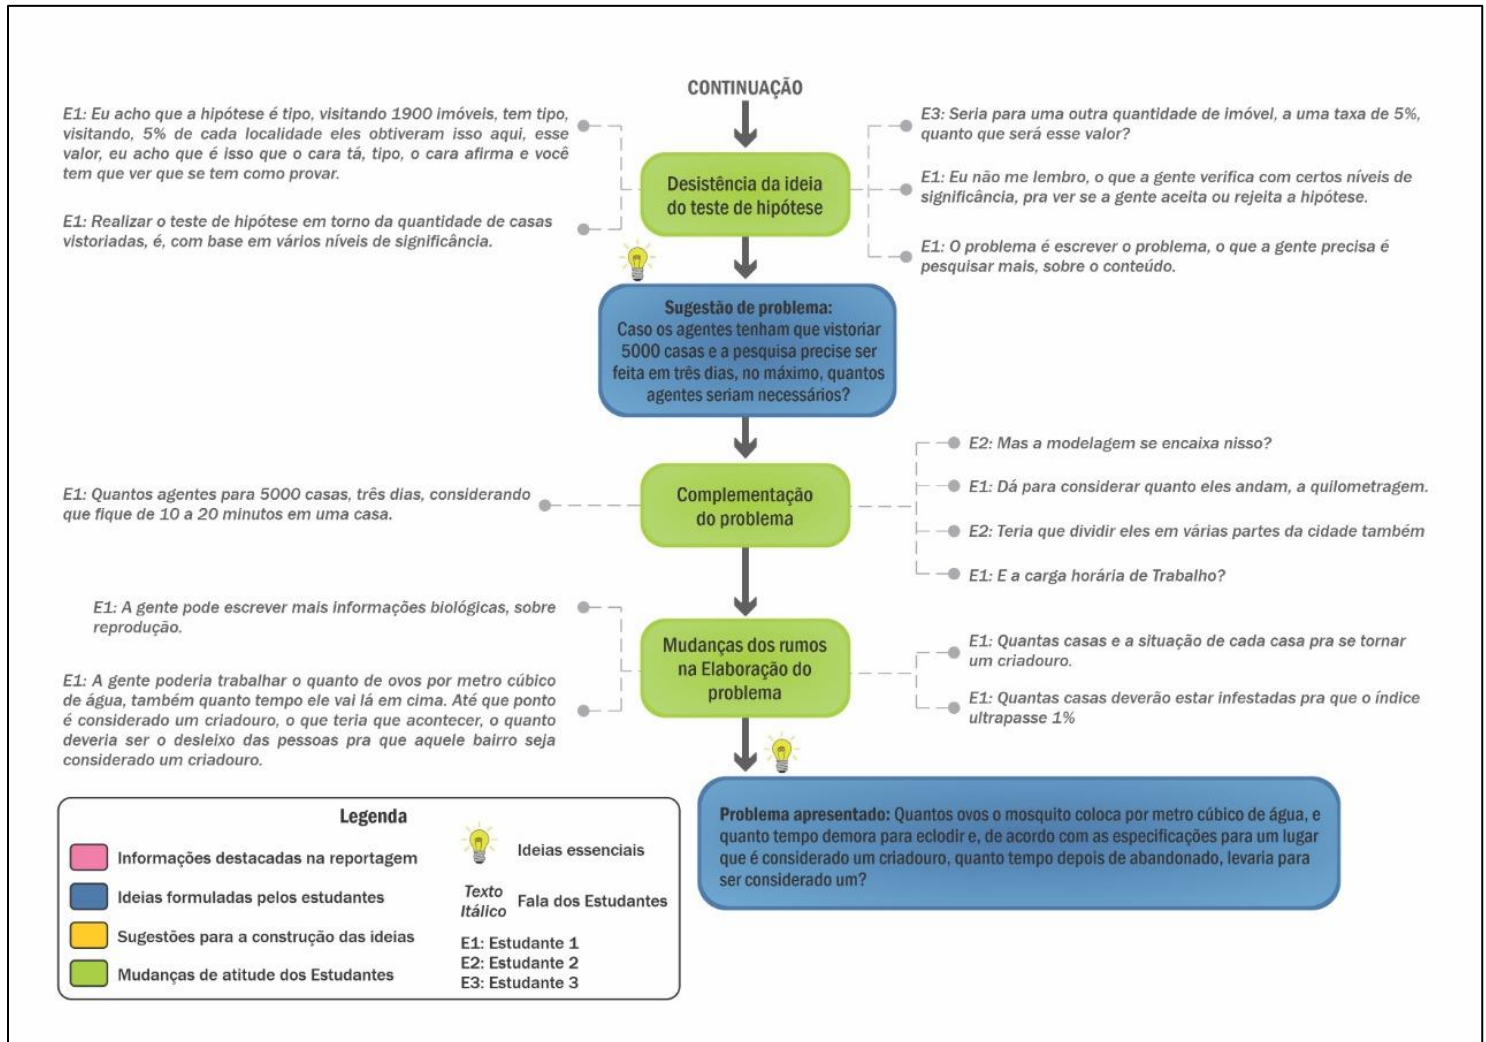 CONTINUAÇÃO
E1: Eu acho que a hipótese é tipo, visitando 1900 imóveis, tem tipo,
visitando, 5% de cada localidade eles obtiveram isso aqui, esse
valor, eu acho que é isso que o cara tá, tipo, o cara afirma e você
tem que ver que se tem como provar.
E1: Realizar o teste de hipótese em torno da quantidade de casas
vistoriadas, é, com base em vários níveis de significância.
Desistência da ideia
do teste de hipótese
E3: Seria para uma outra quantidade de imóvel, a uma taxa de 5%,
quanto que será esse valor?
E1: Eu não me lembro, o que a gente verifica com certos níveis de
significância, pra ver se a gente aceita ou rejeita a hipótese.
E1: O problema é escrever o problema, o que a gente precisa é
pesquisar mais, sobre o conteúdo.
Sugestão de problema:
Caso os agentes tenham que vistoriar
5000 casas e a pesquisa precise ser
feita em três dias, no máximo, quantos
agentes seriam necessários?
E1: Quantos agentes para 5000 casas, três dias, considerando
que fique de 10 a 20 minutos em uma casa.
Complementação
do problema
E2: Mas a modelagem se encaixa nisso?
E1: Dá para considerar quanto eles andam, a quilometragem.
E2: Teria que dividir eles em várias partes da cidade também
E1: E a carga horária de Trabalho?
E1: A gente pode escrever mais informações biológicas, sobre
reprodução.
E1: A gente poderia trabalhar o quanto de ovos por metro cúbico
de água, também quanto tempo ele vai lá em cima. Até que ponto
é considerado um criadouro, o que teria que acontecer, o quanto
deveria ser o desleixo das pessoas pra que aquele bairro seja
considerado um criadouro.
Mudanças dos rumos
na Elaboração do
problema
E1: Quantas casas e a situação de cada casa pra se tornar
um criadouro.
E1: Quantas casas deverão estar infestadas pra que o índice
ultrapasse 1%
Problema apresentado: Quantos ovos o mosquito coloca por metro cúbico de água, e
quanto tempo demora para eclodir e, de acordo com as especificações para um lugar
que é considerado um criadouro, quanto tempo depois de abandonado, levaria para
ser considerado um?
Legenda
Informações destacadas na reportagem
Ideias formuladas pelos estudantes
Sugestões para a construção das ideias
Mudanças de atitude dos Estudantes
Ideias essenciais
Texto
Itálico
Fala dos Estudantes
E1: Estudante 1
E2: Estudante 2
E3: Estudante 3